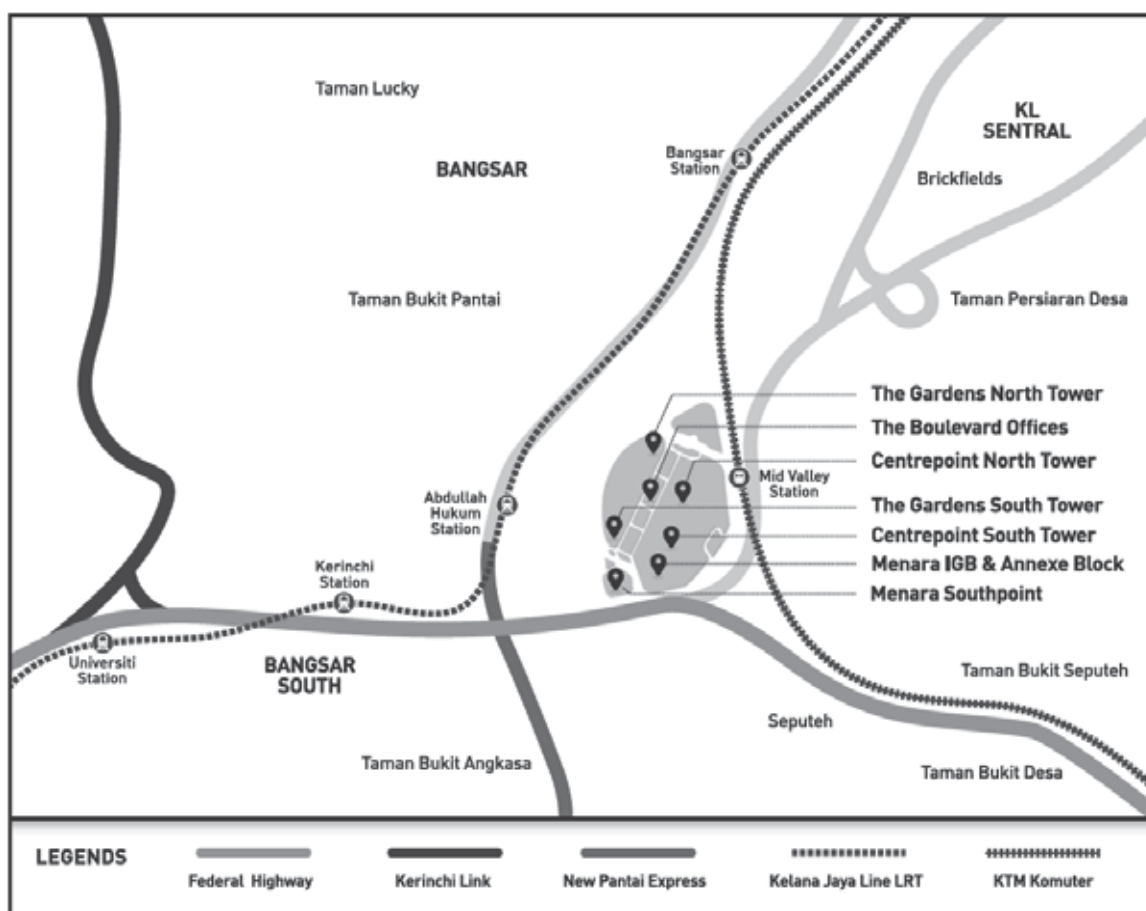 Taman Lucky
KL
SENTRAL
Bangsar
Station
BANGSAR
Brickfields
Taman Bukit Pantai
Taman Persiaran Desa
The Gardens North Tower
The Boulevard Offices
Centrepoint North Tower
Mid Valley
Station
Abdullah
Hukum
Station
The Gardens South Tower
Centrepoint South Tower
Menara IGB & Annexe Block
Menara Southpoint
Kerinchi
Station
Universiti
Station
BANGSAR
SOUTH
Taman Bukit Seputeh
Seputeh
Taman Bukit Angkasa
Taman Bukit Desa
LEGENDS
Federal Highway
Kerinchi Link
New Pantai Express
Kelana Jaya Line LRT
KTM Komuter